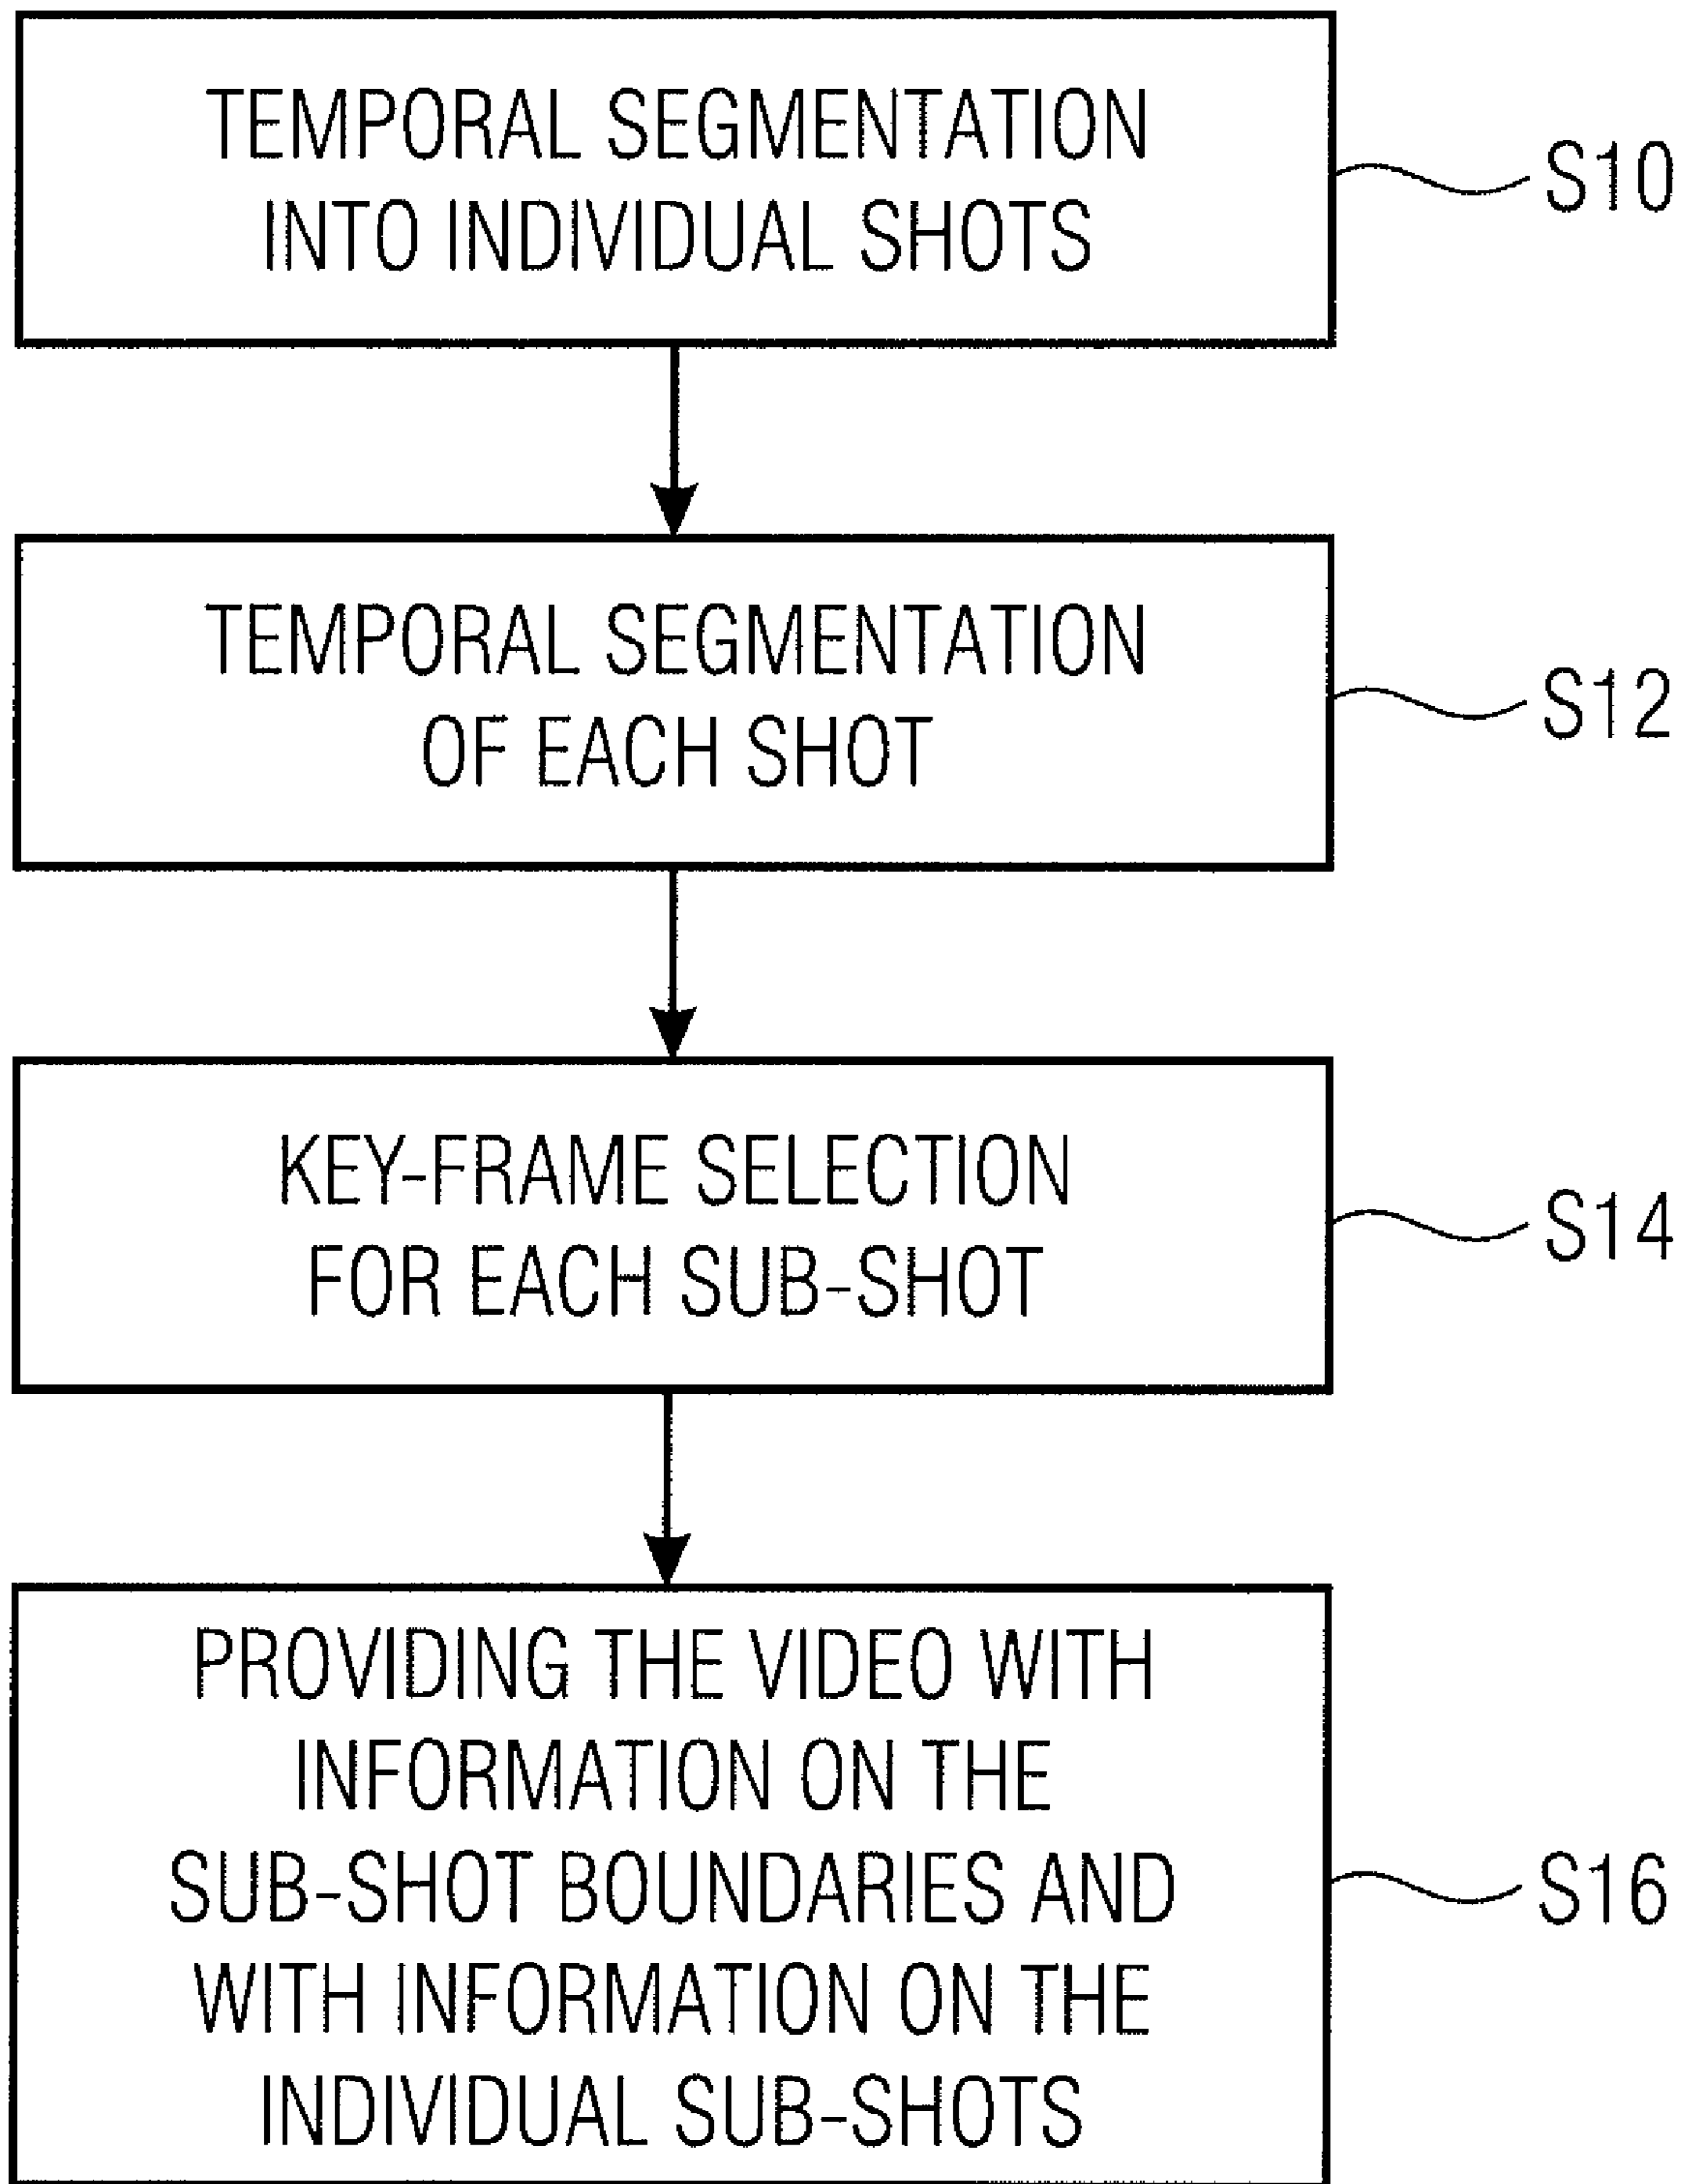 TEMPORAL SEGMENTATION
INTO INDIVIDUAL SHOTS
S10
TEMPORAL SEGMENTATION
OF EACH SHOT
S12
KEY-FRAME SELECTION
FOR EACH SUB-SHOT
S14
PROVIDING THE VIDEO WITH
INFORMATION ON THE
SUB-SHOT BOUNDARIES AND
WITH INFORMATION ON THE
INDIVIDUAL SUB-SHOTS
S16